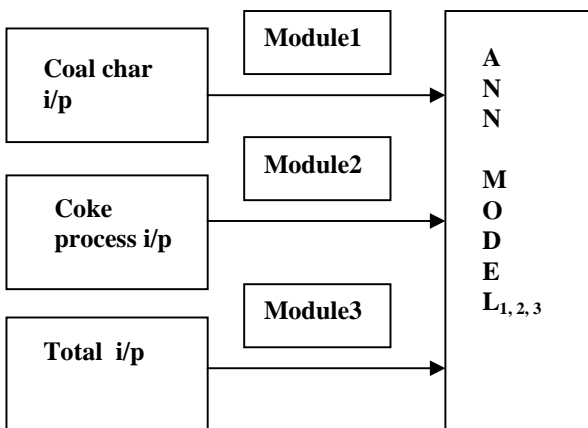 Module1
Coal char
i/p
Module2
Coke
process i/p
Module3
Total i/p
A
N
N
M
O
D
E
L1, 2, 3